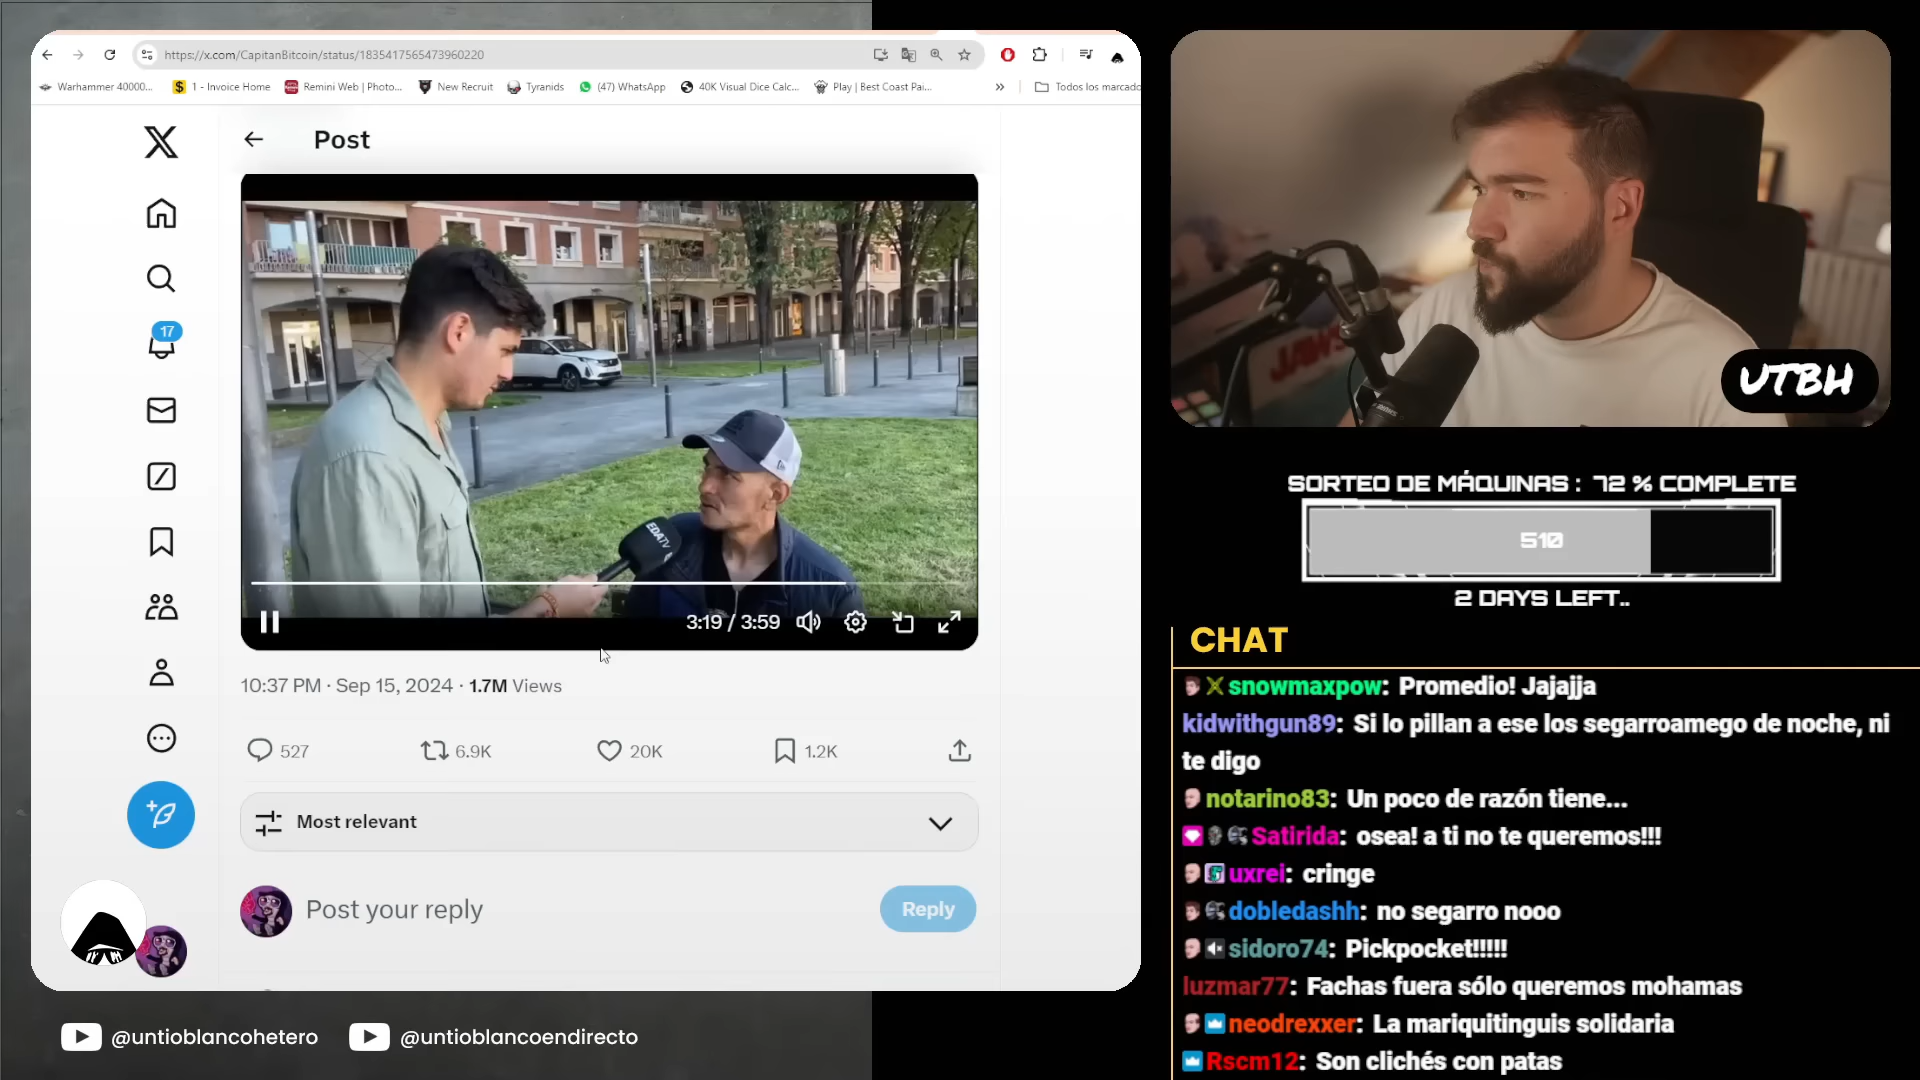 https://x.com/CapitanBitcoin/status/1835417565473960220
Warhammer 40000...
$ 1 - Invoice Home
Remini Web | Photo...
New Recruit
Tyranids
(47) WhatsApp
40K Visual Dice Calc...
Play | Best Coast Pai...
»
Todos los marcado
Post
17
EDATV
3:19 / 3:59
10:37 PM · Sep 15, 2024 · 1.7M Views
527
6.9K
20K
1.2K
Most relevant
Post your reply
Reply
@untioblancohetero
@untioblancoendirecto
JAWS
UTBH
SORTEO DE MÁQUINAS : 72 % COMPLETE
510
2 DAYS LEFT..
CHAT
snowmaxpow: Promedio! Jajajja
kidwithgun89: Si lo pillan a ese los segarroamego de noche, ni
te digo
notarino83: Un poco de razón tiene...
Satirida: osea! a ti no te queremos!!!
uxrei: cringe
dobledashh: no segarro nooo
sidoro74: Pickpocket!!!!!
luzmar77: Fachas fuera sólo queremos mohamas
neodrexxer: La mariquitinguis solidaria
Rscm12: Son clichés con patas